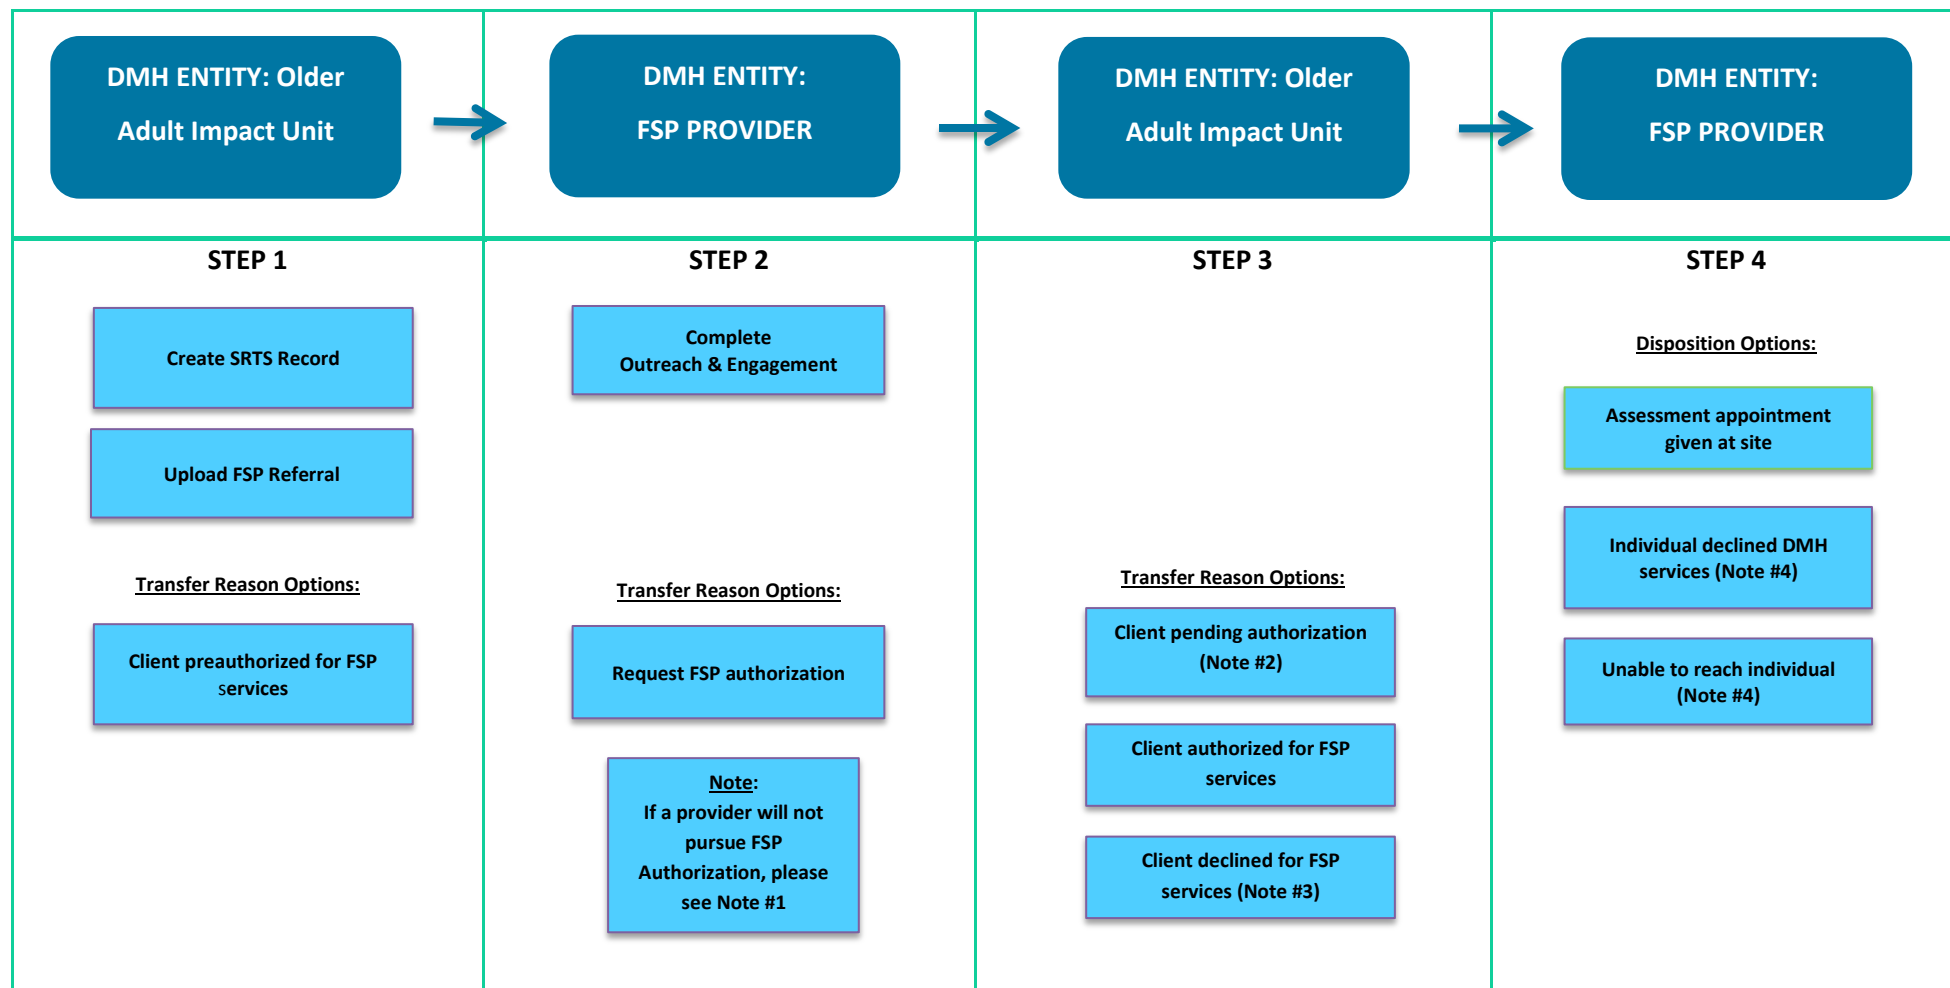 DMH ENTITY: Older
Adult Impact Unit
DMH ENTITY:
FSP PROVIDER
DMH ENTITY: Older
Adult Impact Unit
DMH ENTITY:
FSP PROVIDER
STEP 1
Create SRTS Record
Upload FSP Referral
Transfer Reason Options:
Client preauthorized for FSP
services
STEP 2
Complete
Outreach & Engagement
Transfer Reason Options:
Request FSP authorization
Note:
If a provider will not
pursue FSP
Authorization, please
see Note #1
STEP 3
Transfer Reason Options:
Client pending authorization
(Note #2)
Client authorized for FSP
services
Client declined for FSP
services (Note #3)
STEP 4
Disposition Options:
Assessment appointment
given at site
Individual declined DMH
services (Note #4)
Unable to reach individual
(Note #4)